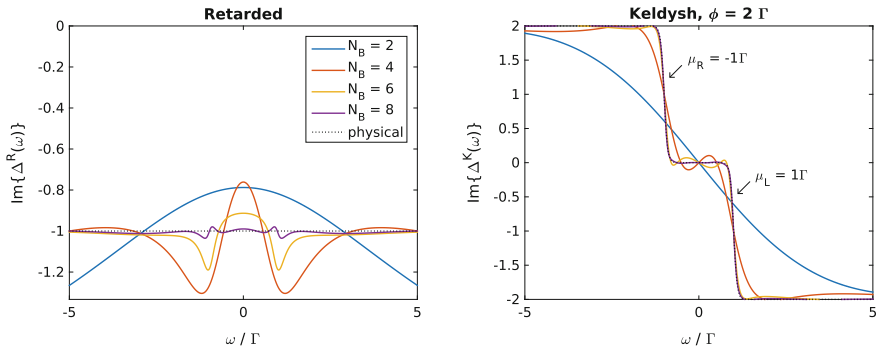 Retarded
Im{Δ^R(ω)}
0
-0.2
-0.4
-0.6
-0.8
-1
-1.2
-5
0
5
ω / Γ
N_B = 2
N_B = 4
N_B = 6
N_B = 8
physical
Keldysh, ϕ = 2 Γ
Im{Δ^K(ω)}
2
1.5
1
0.5
0
-0.5
-1
-1.5
-2
-5
0
5
ω / Γ
μ_R = -1Γ
μ_L = 1Γ